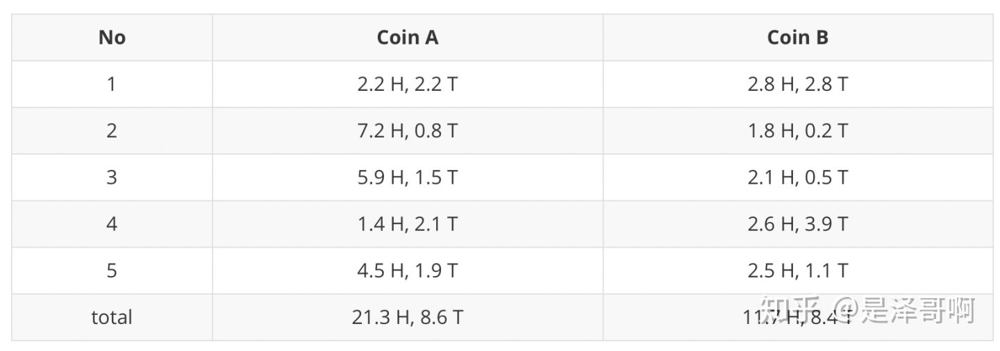 No Coin A Coin B
1 2.2 H, 2.2 T 2.8 H, 2.8 T
2 7.2 H, 0.8 T 1.8 H, 0.2 T
3 5.9 H, 1.5 T 2.1 H, 0.5 T
4 1.4 H, 2.1 T 2.6 H, 3.9 T
5 4.5 H, 1.9 T 2.5 H, 1.1 T
total 21.3 H, 8.6 T 11.7 H, 8.4 T
知乎 @是泽哥啊